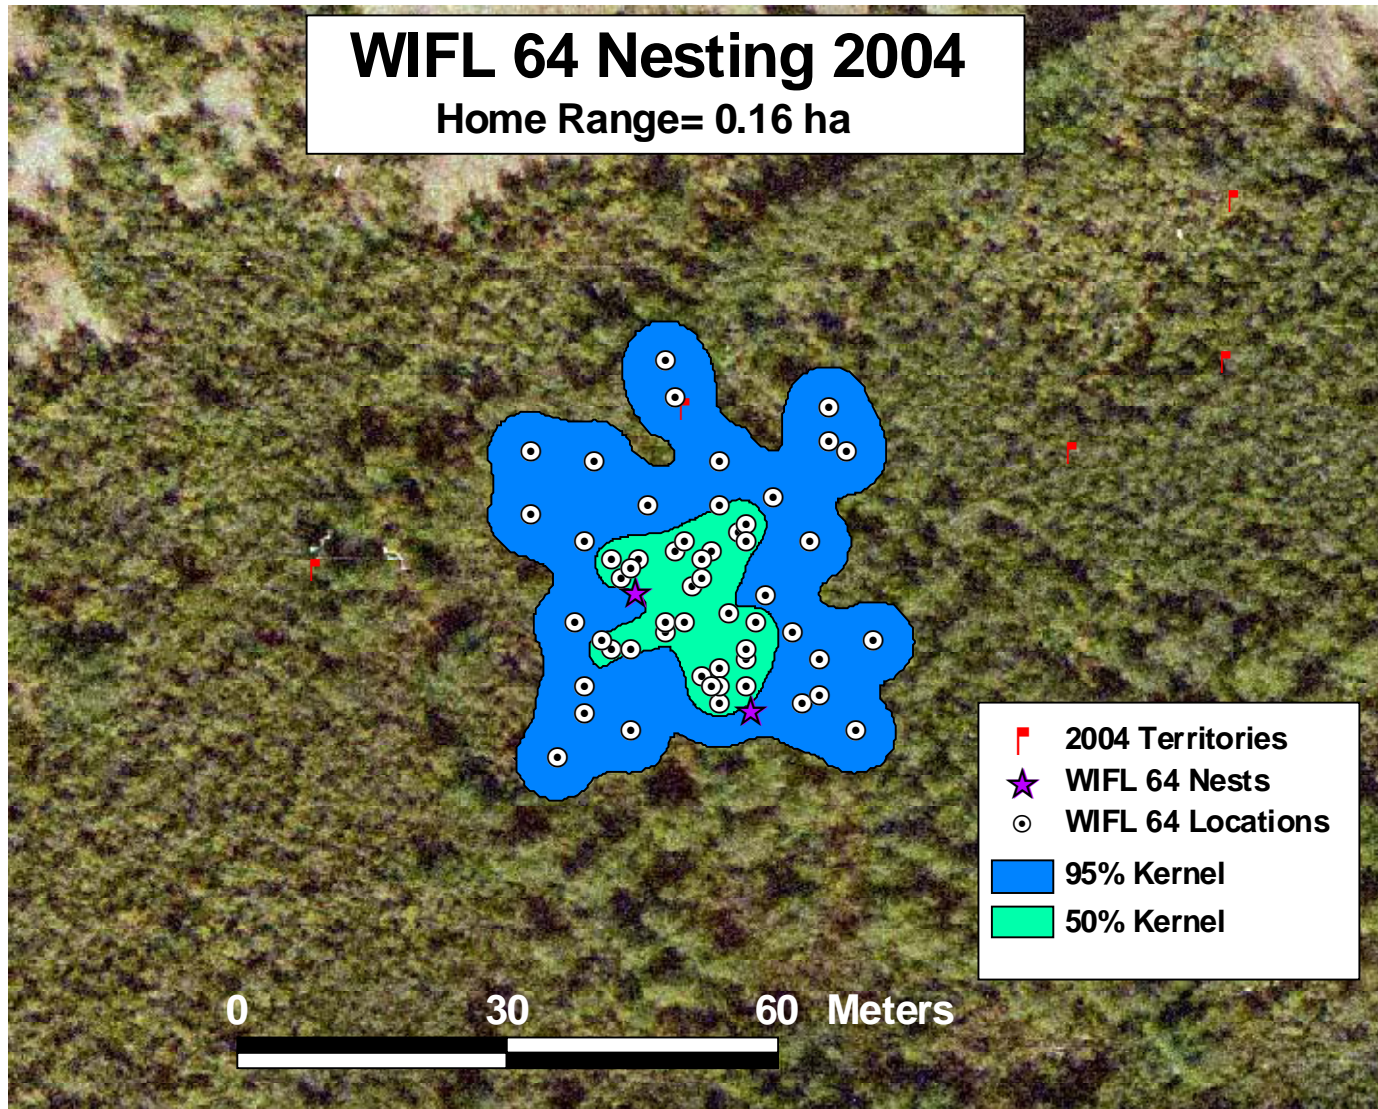 WIFL 64 Nesting 2004
Home Range= 0.16 ha
2004 Territories
WIFL 64 Nests
WIFL 64 Locations
95% Kernel
50% Kernel
0 30 60 Meters